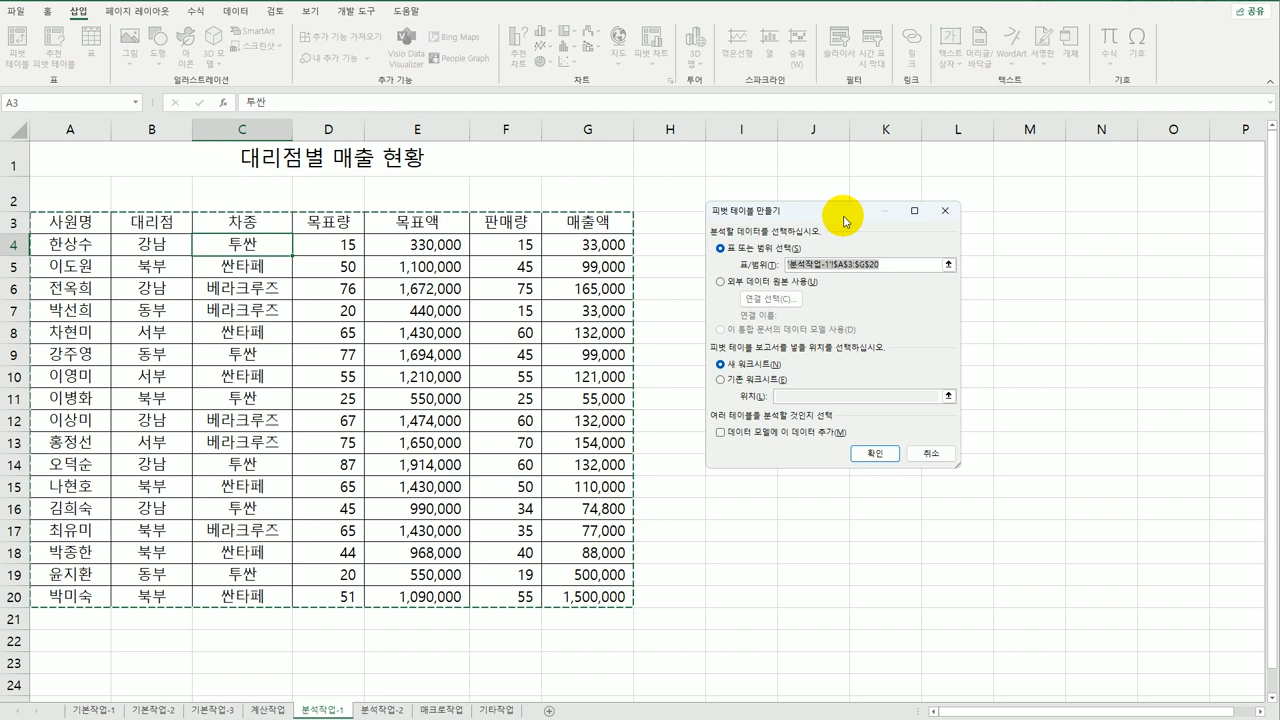 파일 홈 삽입 페이지 레이아웃 수식 데이터 검토 보기 개발 도구 도움말 공유
피벗 테이블 추천 피벗 테이블 표 그림 도형 아이콘 3D 모델 SmartArt 스크린샷 추가 기능 가져오기 내 추가 기능 Visio Data Visualizer Bing Maps People Graph 추천 차트 지도 피벗 차트 3D 맵 꺾은선형 열 승패 (W) 슬라이서 시간 표시 막대 링크 텍스트 상자 머리글/바닥글 WordArt 서명란 개체 수식 기호
표 일러스트레이션 추가 기능 차트 투어 스파크라인 필터 링크 텍스트 기호
A3 fx 투싼
A B C D E F G H I J K L M N O P
1 대리점별 매출 현황
2
3 사원명 대리점 차종 목표량 목표액 판매량 매출액
4 한상수 강남 투싼 15 330,000 15 33,000
5 이도원 북부 싼타페 50 1,100,000 45 99,000
6 전옥희 강남 베라크루즈 76 1,672,000 75 165,000
7 박선희 동부 베라크루즈 20 440,000 15 33,000
8 차현미 서부 싼타페 65 1,430,000 60 132,000
9 강주영 동부 투싼 77 1,694,000 45 99,000
10 이영미 서부 싼타페 55 1,210,000 55 121,000
11 이병화 북부 투싼 25 550,000 25 55,000
12 이상미 강남 베라크루즈 67 1,474,000 60 132,000
13 홍정선 서부 베라크루즈 75 1,650,000 70 154,000
14 오덕순 강남 투싼 87 1,914,000 60 132,000
15 나현호 북부 싼타페 65 1,430,000 50 110,000
16 김희숙 강남 투싼 45 990,000 34 74,800
17 최유미 북부 베라크루즈 65 1,430,000 35 77,000
18 박종한 북부 싼타페 44 968,000 40 88,000
19 윤지환 동부 투싼 20 550,000 19 500,000
20 박미숙 북부 싼타페 51 1,090,000 55 1,500,000
21
22
23
24
피벗 테이블 만들기
분석할 데이터를 선택하십시오.
표 또는 범위 선택(S)
표/범위(T): '분석작업-1'!$A$3:$G$20
외부 데이터 원본 사용(U)
연결 선택(C)...
연결 이름:
이 통합 문서의 데이터 모델 사용(D)
피벗 테이블 보고서를 넣을 위치를 선택하십시오.
새 워크시트(N)
기존 워크시트(E)
위치(L):
여러 테이블을 분석할 것인지 선택
데이터 모델에 이 데이터 추가(M)
확인 취소
기본작업-1 기본작업-2 기본작업-3 계산작업 분석작업-1 분석작업-2 매크로작업 기타작업